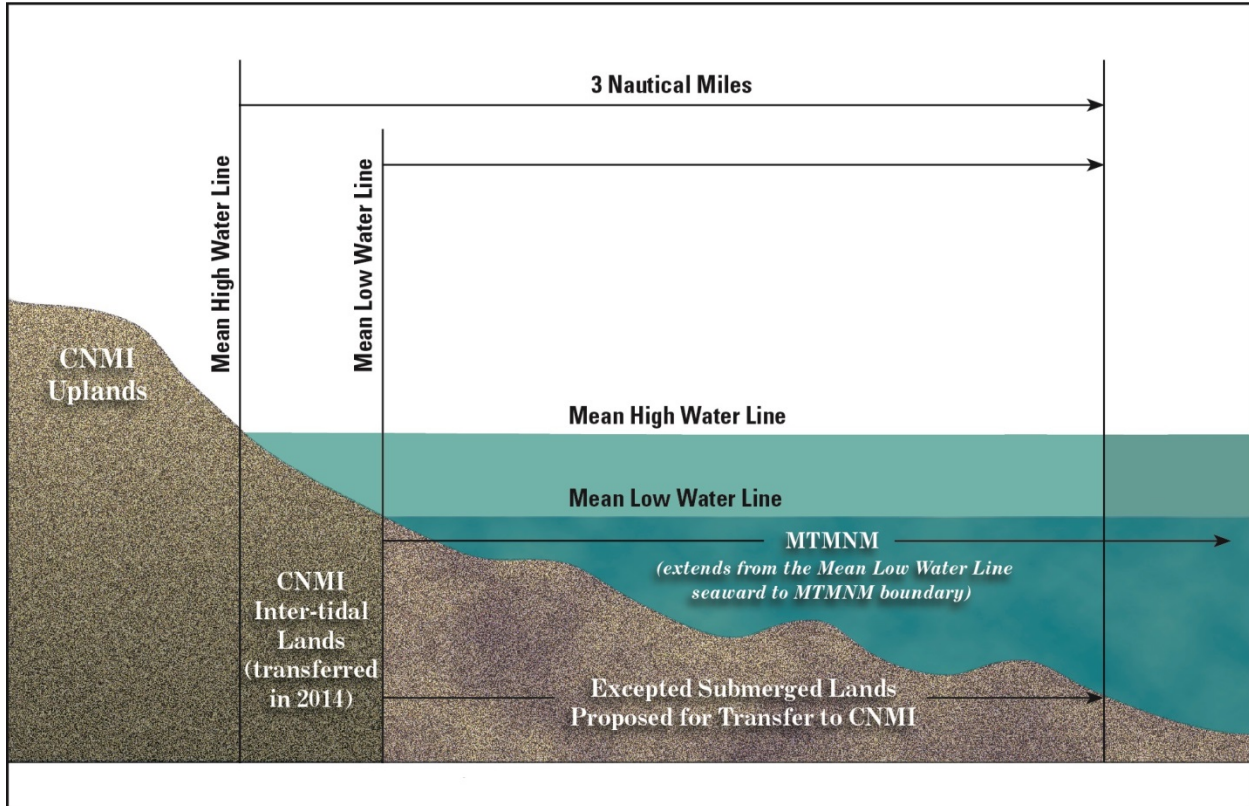 3 Nautical Miles
Mean High Water Line
Mean Low Water Line
CNMI
Uplands
Mean High Water Line
Mean Low Water Line
MTMNM
(extends from the Mean Low Water Line
seaward to MTMNM boundary)
CNMI
Inter-tidal
Lands
(transferred
in 2014)
Excepted Submerged Lands
Proposed for Transfer to CNMI